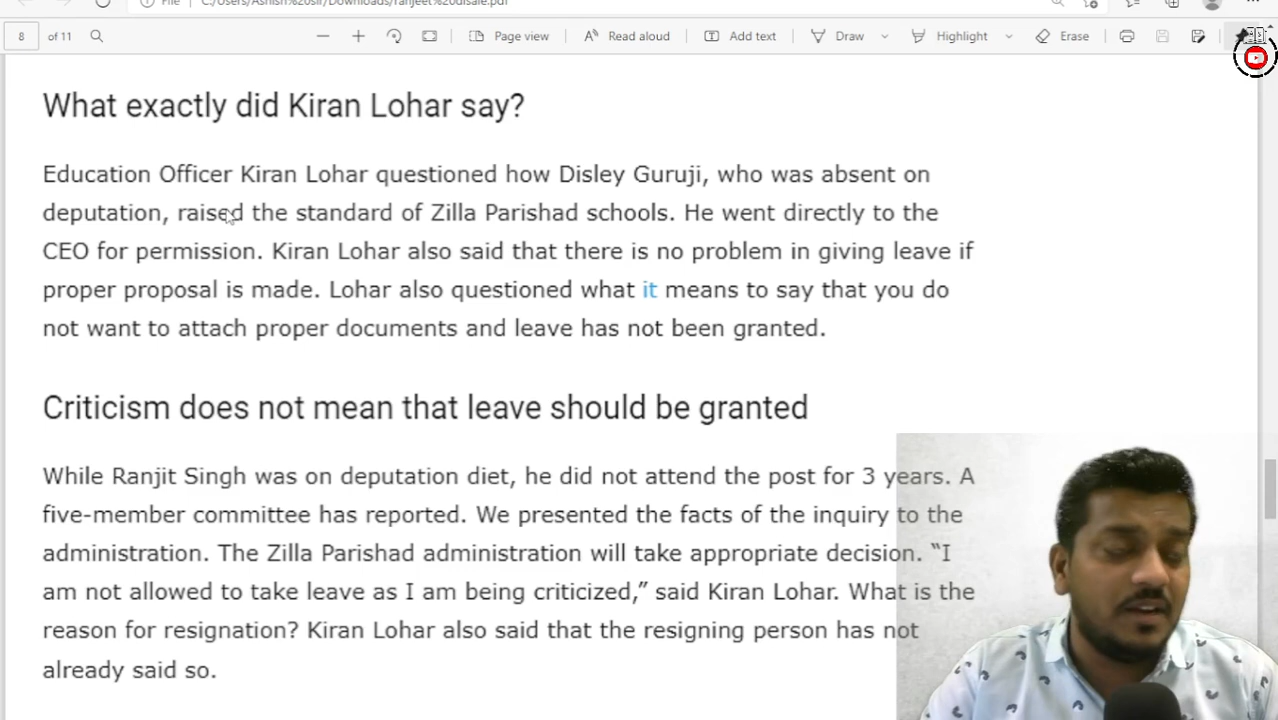 File
C:/Users/Ashish%20sir/Downloads/ranjeet%20disale.pdf
8 of 11 Page view Read aloud Add text Draw Highlight Erase
What exactly did Kiran Lohar say?
Education Officer Kiran Lohar questioned how Disley Guruji, who was absent on
deputation, raised the standard of Zilla Parishad schools. He went directly to the
CEO for permission. Kiran Lohar also said that there is no problem in giving leave if
proper proposal is made. Lohar also questioned what it means to say that you do
not want to attach proper documents and leave has not been granted.
Criticism does not mean that leave should be granted
While Ranjit Singh was on deputation diet, he did not attend the post for 3 years. A
five-member committee has reported. We presented the facts of the inquiry to the
administration. The Zilla Parishad administration will take appropriate decision. “I
am not allowed to take leave as I am being criticized,” said Kiran Lohar. What is the
reason for resignation? Kiran Lohar also said that the resigning person has not
already said so.